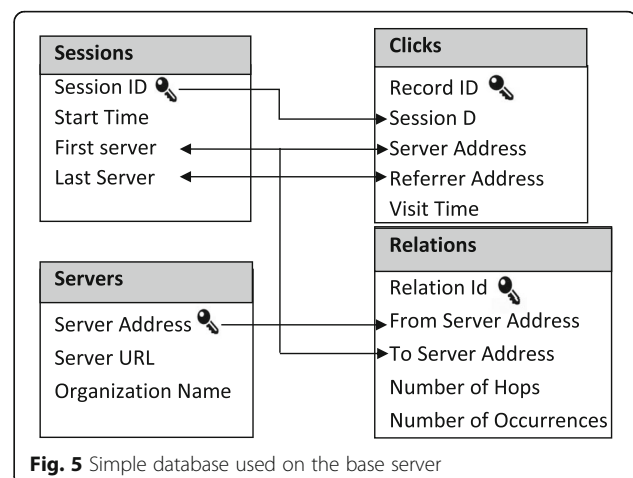 Sessions
Session ID
Start Time
First server
Last Server
Clicks
Record ID
Session D
Server Address
Referrer Address
Visit Time
Servers
Server Address
Server URL
Organization Name
Relations
Relation Id
From Server Address
To Server Address
Number of Hops
Number of Occurrences
Fig. 5 Simple database used on the base server